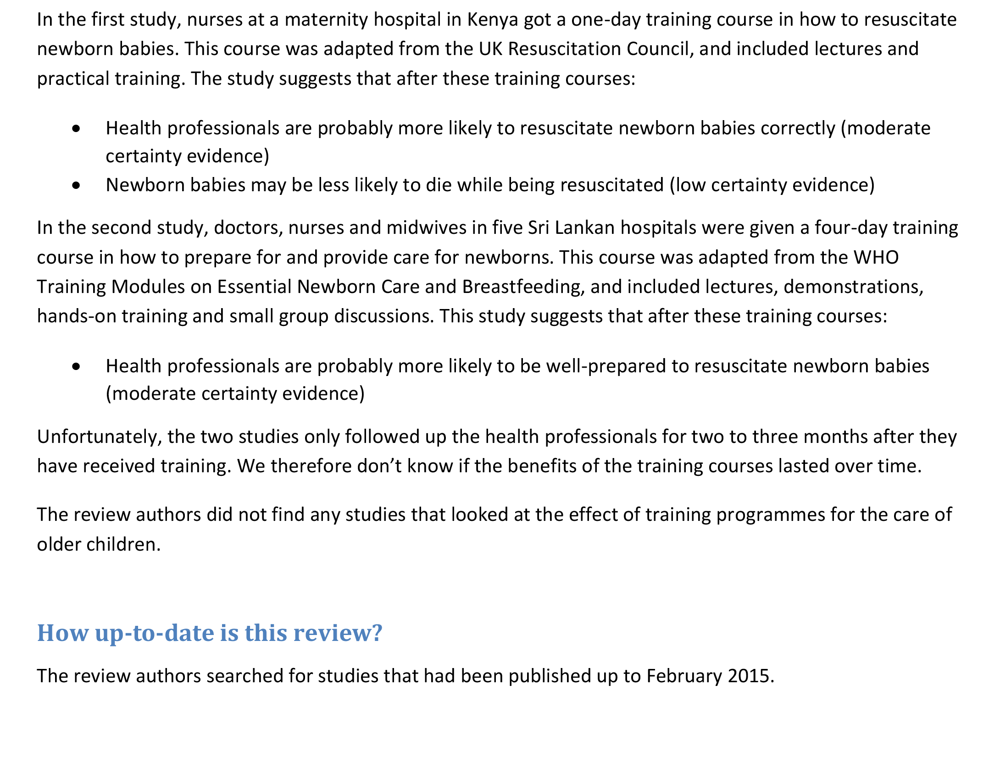 In the first study, nurses at a maternity hospital in Kenya got a one-day training course in how to resuscitate
newborn babies. This course was adapted from the UK Resuscitation Council, and included lectures and
practical training. The study suggests that after these training courses:
• Health professionals are probably more likely to resuscitate newborn babies correctly (moderate
certainty evidence)
• Newborn babies may be less likely to die while being resuscitated (low certainty evidence)
In the second study, doctors, nurses and midwives in five Sri Lankan hospitals were given a four-day training
course in how to prepare for and provide care for newborns. This course was adapted from the WHO
Training Modules on Essential Newborn Care and Breastfeeding, and included lectures, demonstrations,
hands-on training and small group discussions. This study suggests that after these training courses:
• Health professionals are probably more likely to be well-prepared to resuscitate newborn babies
(moderate certainty evidence)
Unfortunately, the two studies only followed up the health professionals for two to three months after they
have received training. We therefore don’t know if the benefits of the training courses lasted over time.
The review authors did not find any studies that looked at the effect of training programmes for the care of
older children.
How up-to-date is this review?
The review authors searched for studies that had been published up to February 2015.